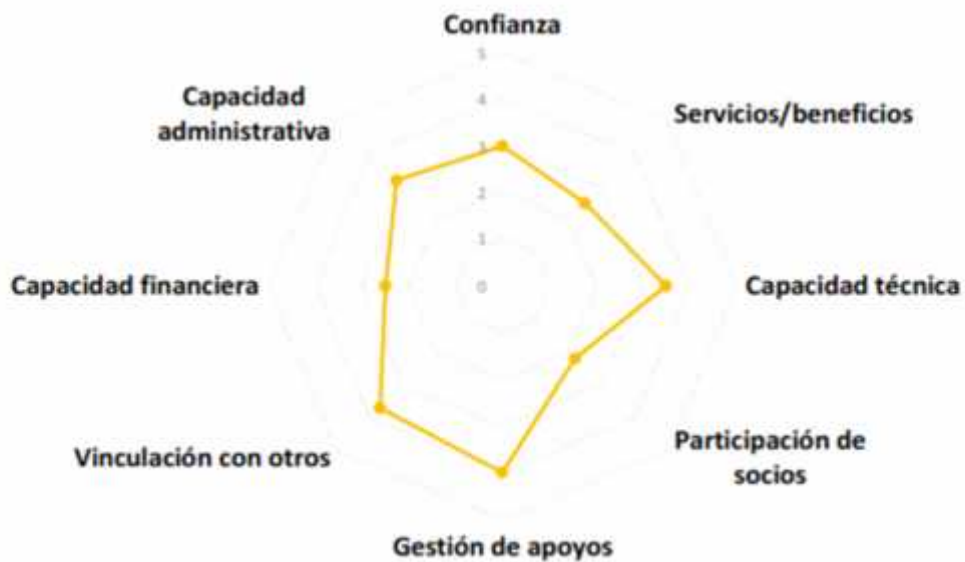 Confianza
5
4
3
2
1
0
Servicios/beneficios
Capacidad técnica
Participación de
socios
Gestión de apoyos
Vinculación con otros
Capacidad financiera
Capacidad
administrativa